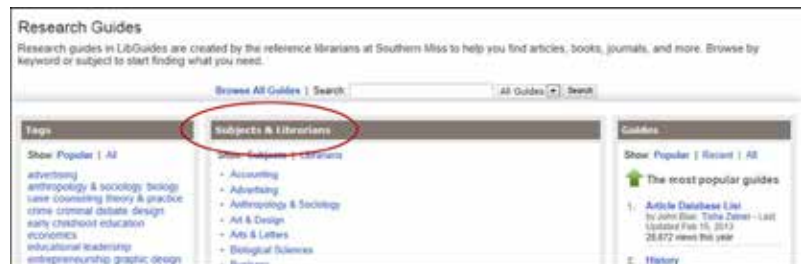 Research Guides
Research guides in LibGuides are created by the reference librarians at Southern Miss to help you find articles, books, journals, and more. Browse by
keyword or subject to start finding what you need.
Browse All Guides | Search: All Guides Search
Tags
Show: Popular | All
advertising
anthropology & sociology biology
case counseling theory & practice
crime criminal debate design
early childhood education
economics
educational leadership
entrepreneurship graphic design
Subjects & Librarians
Show: Subjects | Librarians
Accounting
Advertising
Anthropology & Sociology
Art & Design
Arts & Letters
Biological Sciences
Business
Guides
Show: Popular | Recent | All
The most popular guides
1. Article Database List
by John Blair, Tisha Zelner - Last
Updated Feb 15, 2013
28,872 views this year
2. History